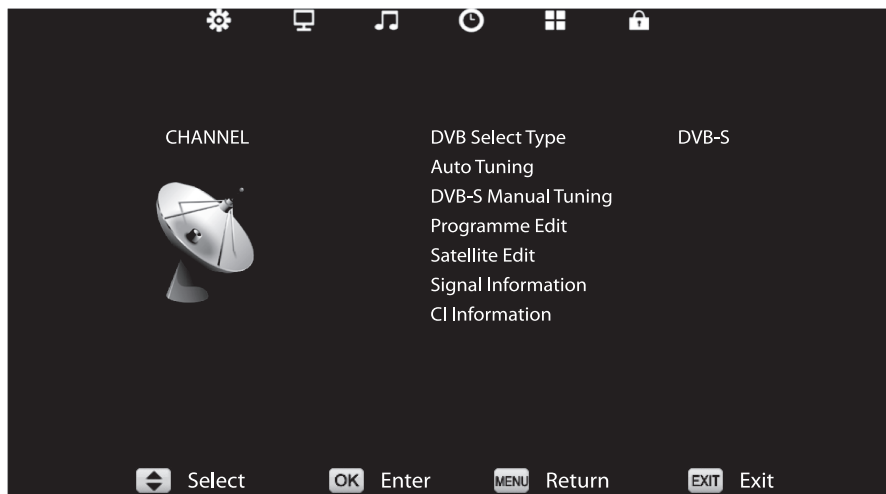 CHANNEL
DVB Select Type DVB-S
Auto Tuning
DVB-S Manual Tuning
Programme Edit
Satellite Edit
Signal Information
CI Information
Select OK Enter MENU Return EXIT Exit